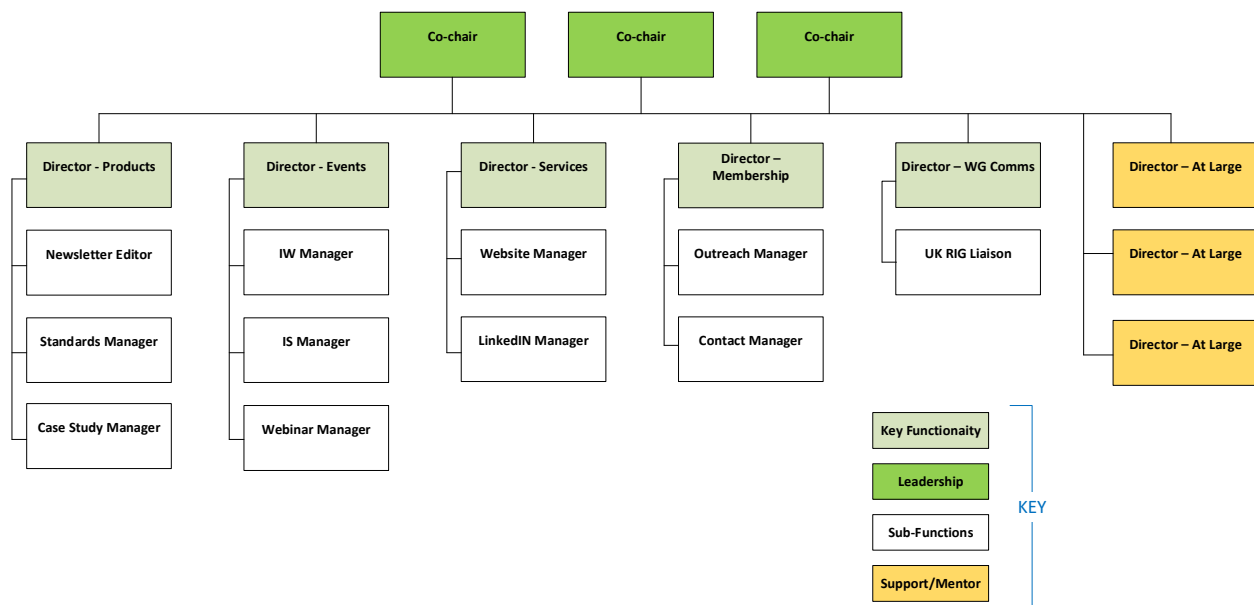 Co-chair
Co-chair
Co-chair
Director - Products
Director - Events
Director - Services
Director –
Membership
Director – WG Comms
Director – At Large
Newsletter Editor
IW Manager
Website Manager
Outreach Manager
UK RIG Liaison
Director – At Large
Standards Manager
IS Manager
LinkedIN Manager
Contact Manager
Director – At Large
Case Study Manager
Webinar Manager
Key Functionaity
Leadership
KEY
Sub-Functions
Support/Mentor